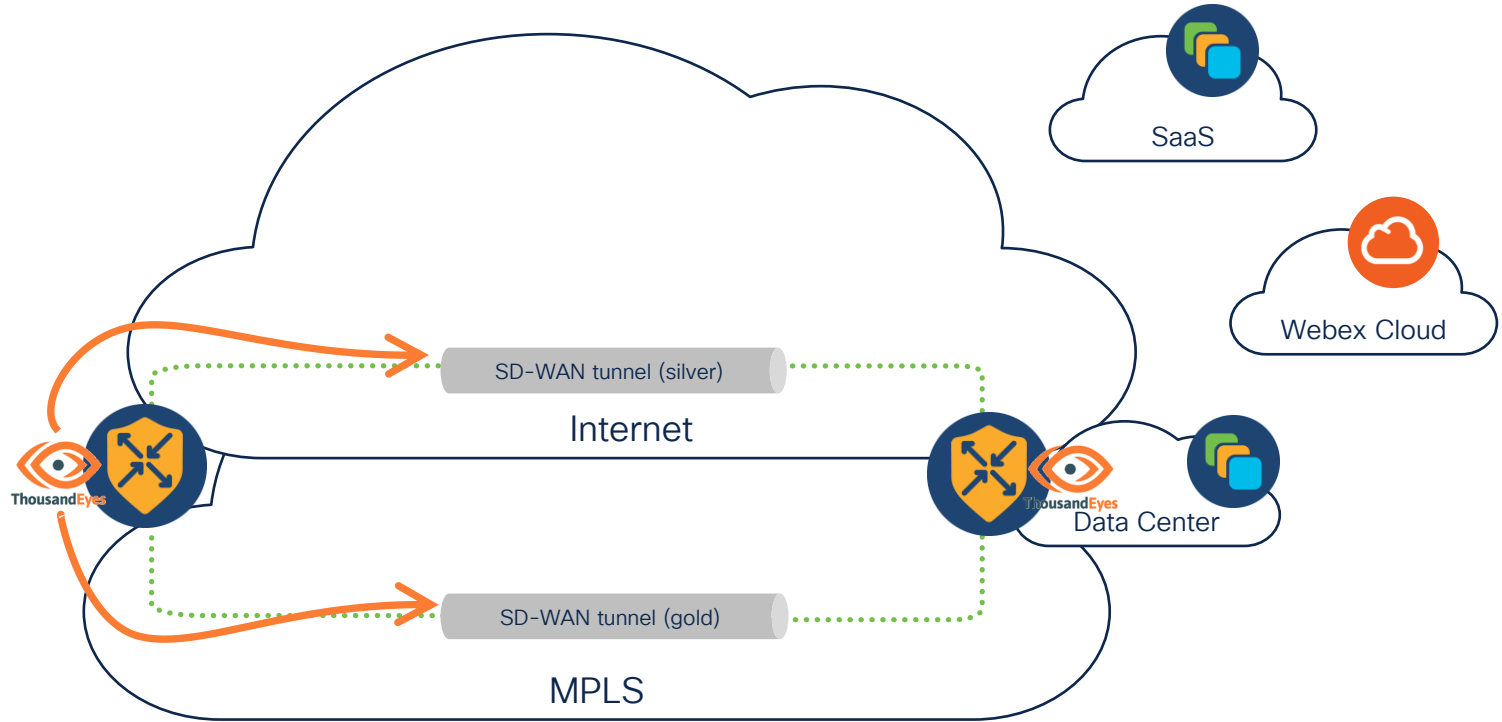 SaaS
Webex Cloud
SD-WAN tunnel (silver)
Internet
ThousandEyes
ThousandEyes
Data Center
SD-WAN tunnel (gold)
MPLS